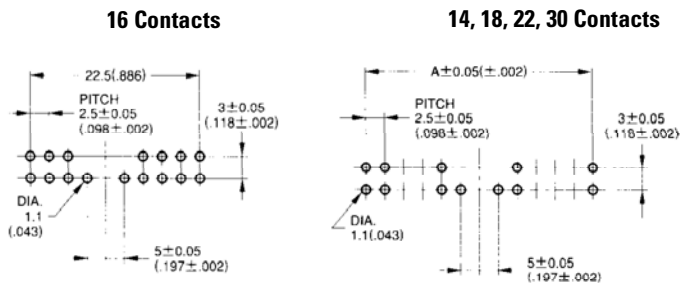 16 Contacts
22.5(.886)
PITCH
2.5±0.05
(.098±.002)
3±0.05
(.118±.002)
DIA.
1.1
(.043)
5±0.05
(.197±.002)
14, 18, 22, 30 Contacts
A±0.05(±.002)
PITCH
2.5±0.05
(.098±.002)
3±0.05
(.118±.002)
DIA.
1.1(.043)
5±0.05
(.197±.002)